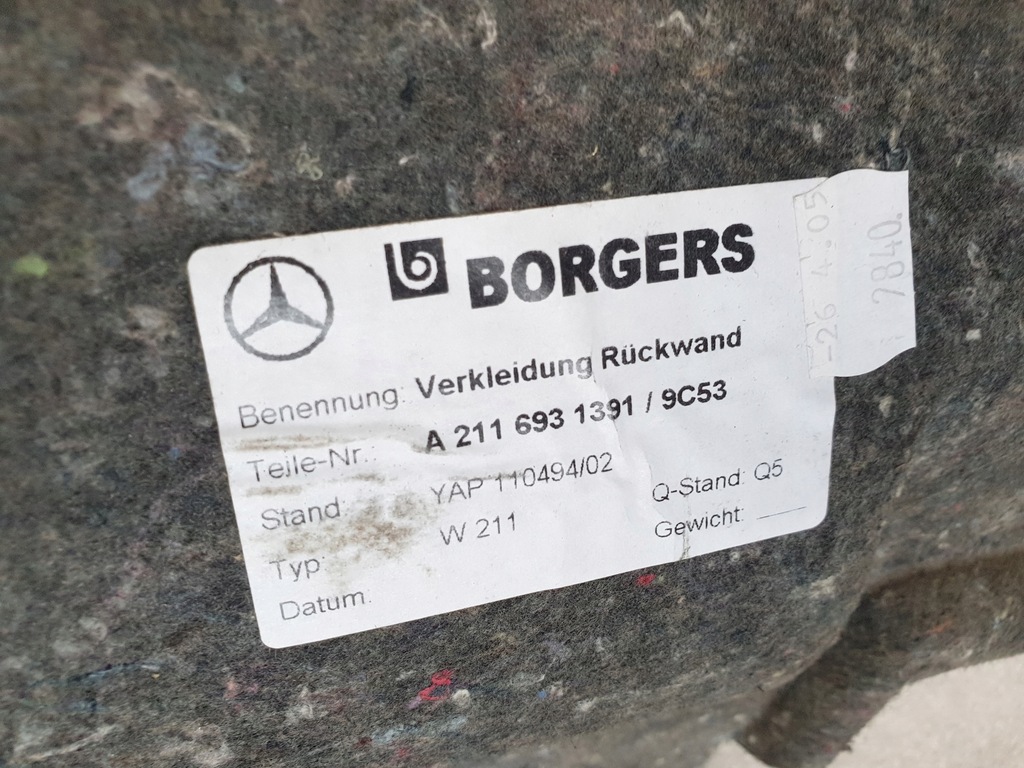 BORGERS
Benennung: Verkleidung Rückwand
Teile-Nr.: A 211 693 1391 / 9C53
Stand: YAP 110494/02
Q-Stand: Q5
Typ: W 211
Gewicht:
Datum:
-26 4.05
7840